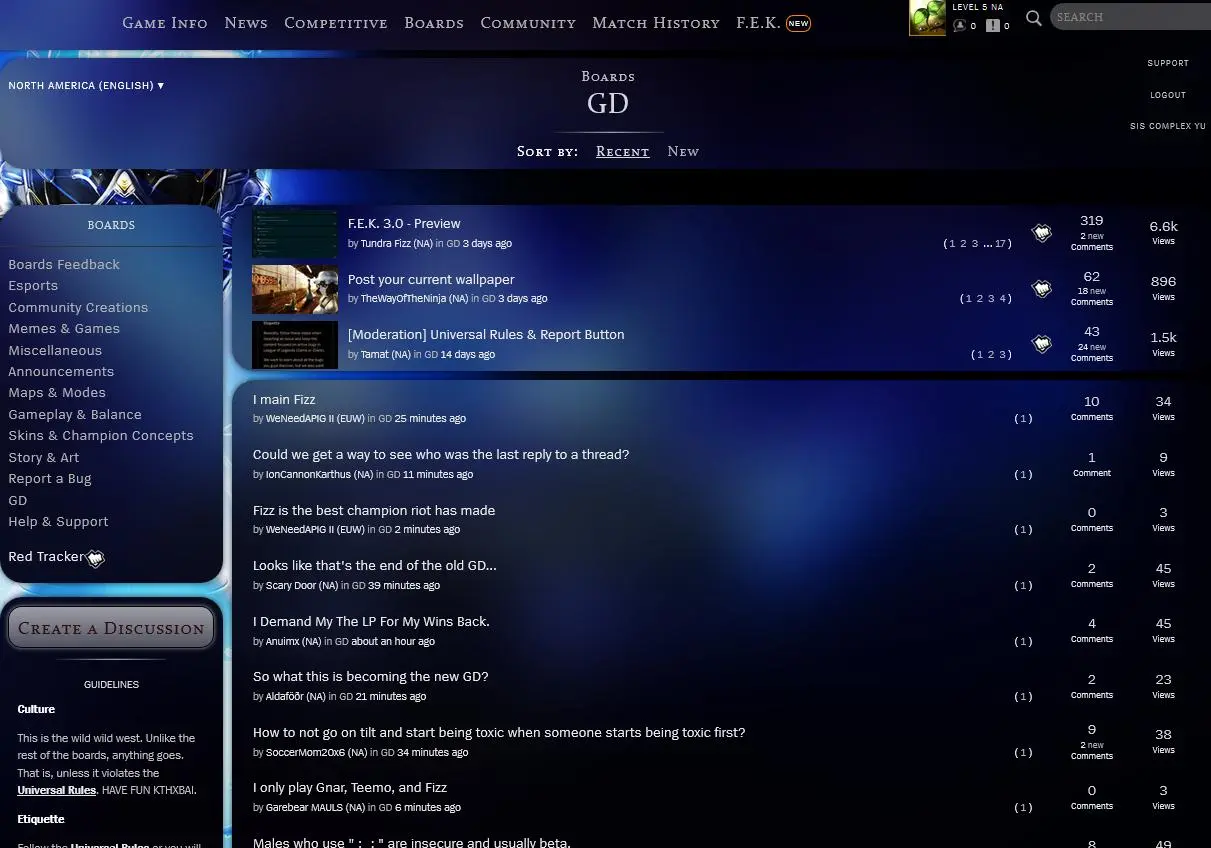 Game Info News Competitive Boards Community Match History F.E.K. NEW
LEVEL 5 NA
0 0
SEARCH
SUPPORT
LOGOUT
SIS COMPLEX YU
NORTH AMERICA (ENGLISH) ▼
Boards
GD
Sort by: Recent New
BOARDS
Boards Feedback
Esports
Community Creations
Memes & Games
Miscellaneous
Announcements
Maps & Modes
Gameplay & Balance
Skins & Champion Concepts
Story & Art
Report a Bug
GD
Help & Support
Red Tracker
Create a Discussion
GUIDELINES
Culture
This is the wild wild west. Unlike the
rest of the boards, anything goes.
That is, unless it violates the
Universal Rules. HAVE FUN KTHXBAI.
Etiquette
Follow the Universal Rules or you will
F.E.K. 3.0 - Preview
by Tundra Fizz (NA) in GD 3 days ago
( 1 2 3 ... 17 )
319
2 new
Comments
6.6k
Views
Post your current wallpaper
by TheWayOfTheNinja (NA) in GD 3 days ago
( 1 2 3 4 )
62
18 new
Comments
896
Views
[Moderation] Universal Rules & Report Button
by Tamat (NA) in GD 14 days ago
( 1 2 3 )
43
24 new
Comments
1.5k
Views
I main Fizz
by WeNeedAPIG II (EUW) in GD 25 minutes ago
( 1 )
10
Comments
34
Views
Could we get a way to see who was the last reply to a thread?
by IonCannonKarthus (NA) in GD 11 minutes ago
( 1 )
1
Comment
9
Views
Fizz is the best champion riot has made
by WeNeedAPIG II (EUW) in GD 2 minutes ago
( 1 )
0
Comments
3
Views
Looks like that's the end of the old GD...
by Scary Door (NA) in GD 39 minutes ago
( 1 )
2
Comments
45
Views
I Demand My The LP For My Wins Back.
by Anuimx (NA) in GD about an hour ago
( 1 )
4
Comments
45
Views
So what this is becoming the new GD?
by Aldaföðr (NA) in GD 21 minutes ago
( 1 )
2
Comments
23
Views
How to not go on tilt and start being toxic when someone starts being toxic first?
by SoccerMom20x6 (NA) in GD 34 minutes ago
( 1 )
9
2 new
Comments
38
Views
I only play Gnar, Teemo, and Fizz
by Garebear MAULS (NA) in GD 6 minutes ago
( 1 )
0
Comments
3
Views
Males who use " ; ; " are insecure and usually beta.
8
49